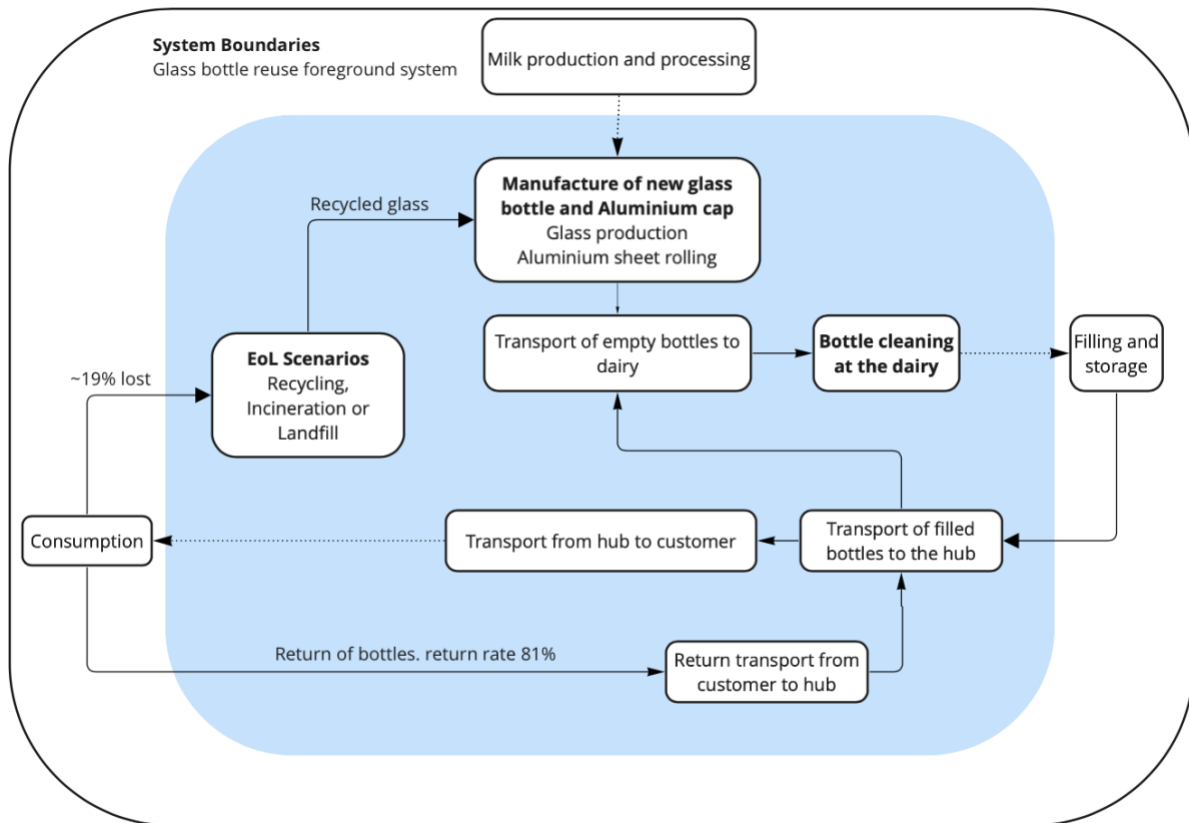 System Boundaries
Glass bottle reuse foreground system
Milk production and processing
Manufacture of new glass
bottle and Aluminium cap
Glass production
Aluminium sheet rolling
Recycled glass
Transport of empty bottles to
dairy
Bottle cleaning
at the dairy
Filling and
storage
EoL Scenarios
Recycling,
Incineration or
Landfill
~19% lost
Consumption
Transport from hub to customer
Transport of filled
bottles to the hub
Return of bottles. return rate 81%
Return transport from
customer to hub